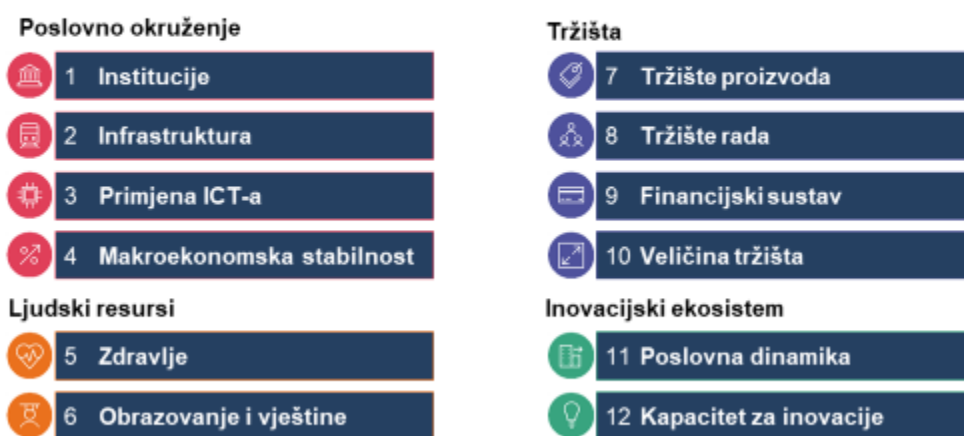 Poslovno okruženje
1 Institucije
2 Infrastruktura
3 Primjena ICT-a
4 Makroekonomska stabilnost
Ljudski resursi
5 Zdravlje
6 Obrazovanje i vještine
Tržišta
7 Tržište proizvoda
8 Tržište rada
9 Financijski sustav
10 Veličina tržišta
Inovacijski ekosistem
11 Poslovna dinamika
12 Kapacitet za inovacije